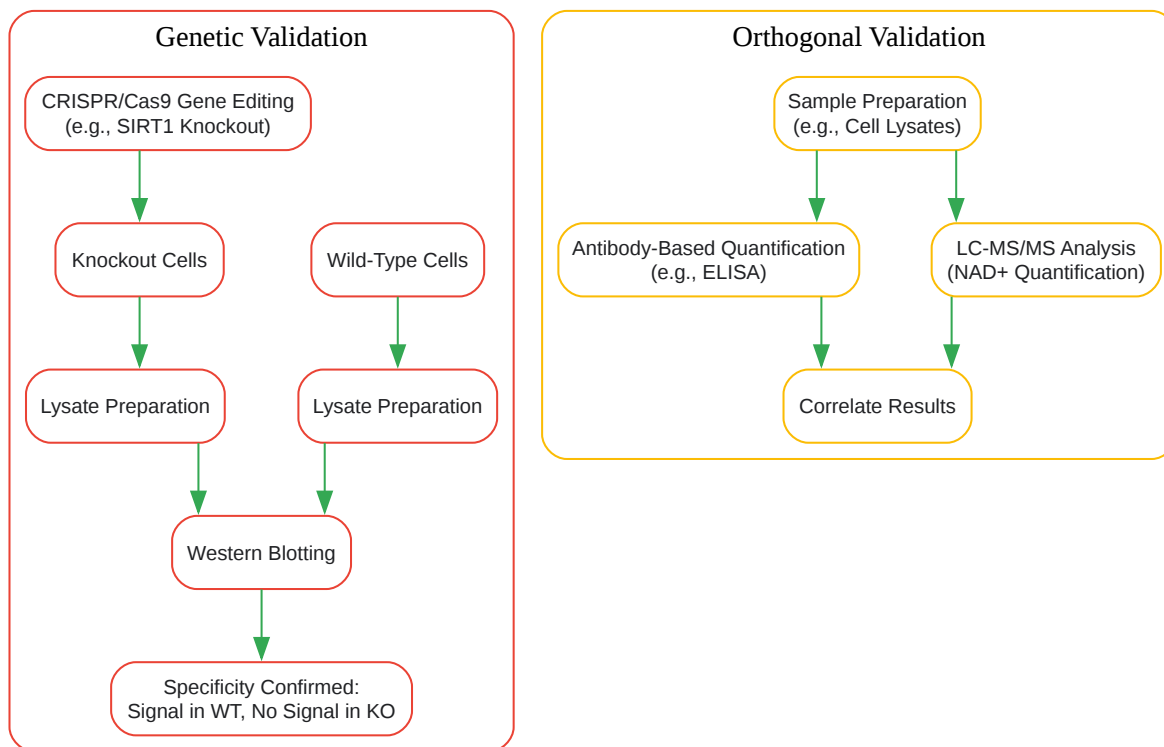 Genetic Validation
CRISPR/Cas9 Gene Editing
(e.g., SIRT1 Knockout)
Knockout Cells
Wild-Type Cells
Lysate Preparation
Lysate Preparation
Western Blotting
Specificity Confirmed:
Signal in WT, No Signal in KO
Orthogonal Validation
Sample Preparation
(e.g., Cell Lysates)
Antibody-Based Quantification
(e.g., ELISA)
LC-MS/MS Analysis
(NAD+ Quantification)
Correlate Results